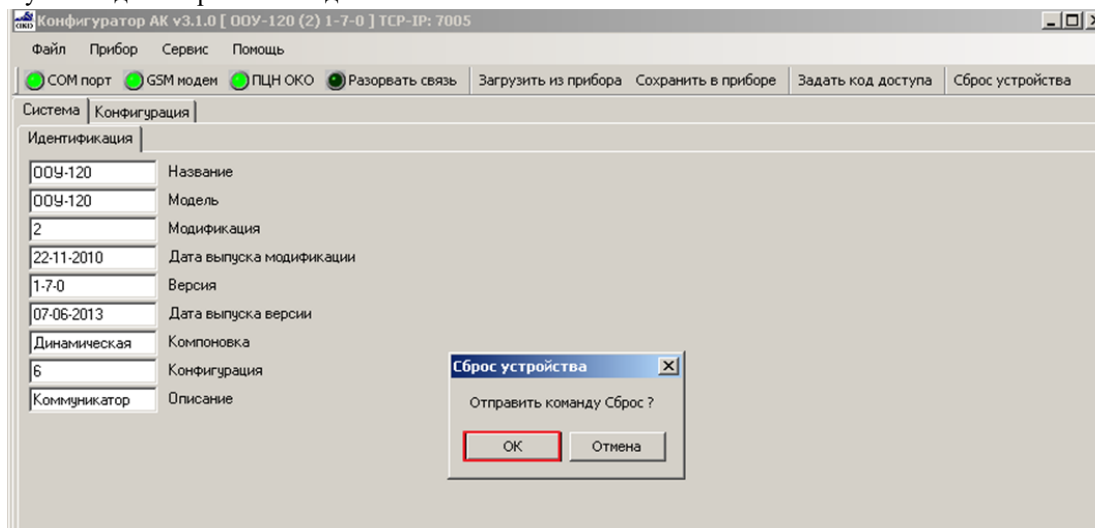 Конфигуратор АК v3.1.0 [ ООУ-120 (2) 1-7-0 ] TCP-IP: 7005
Файл Прибор Сервис Помощь
COM порт GSM модем ПЦН ОКО Разорвать связь Загрузить из прибора Сохранить в приборе Задать код доступа Сброс устройства
Система Конфигурация
Идентификация
ООУ-120 Название
ООУ-120 Модель
2 Модификация
22-11-2010 Дата выпуска модификации
1-7-0 Версия
07-06-2013 Дата выпуска версии
Динамическая Компоновка
6 Конфигурация
Коммуникатор Описание
Сброс устройства
Отправить команду Сброс ?
OK Отмена